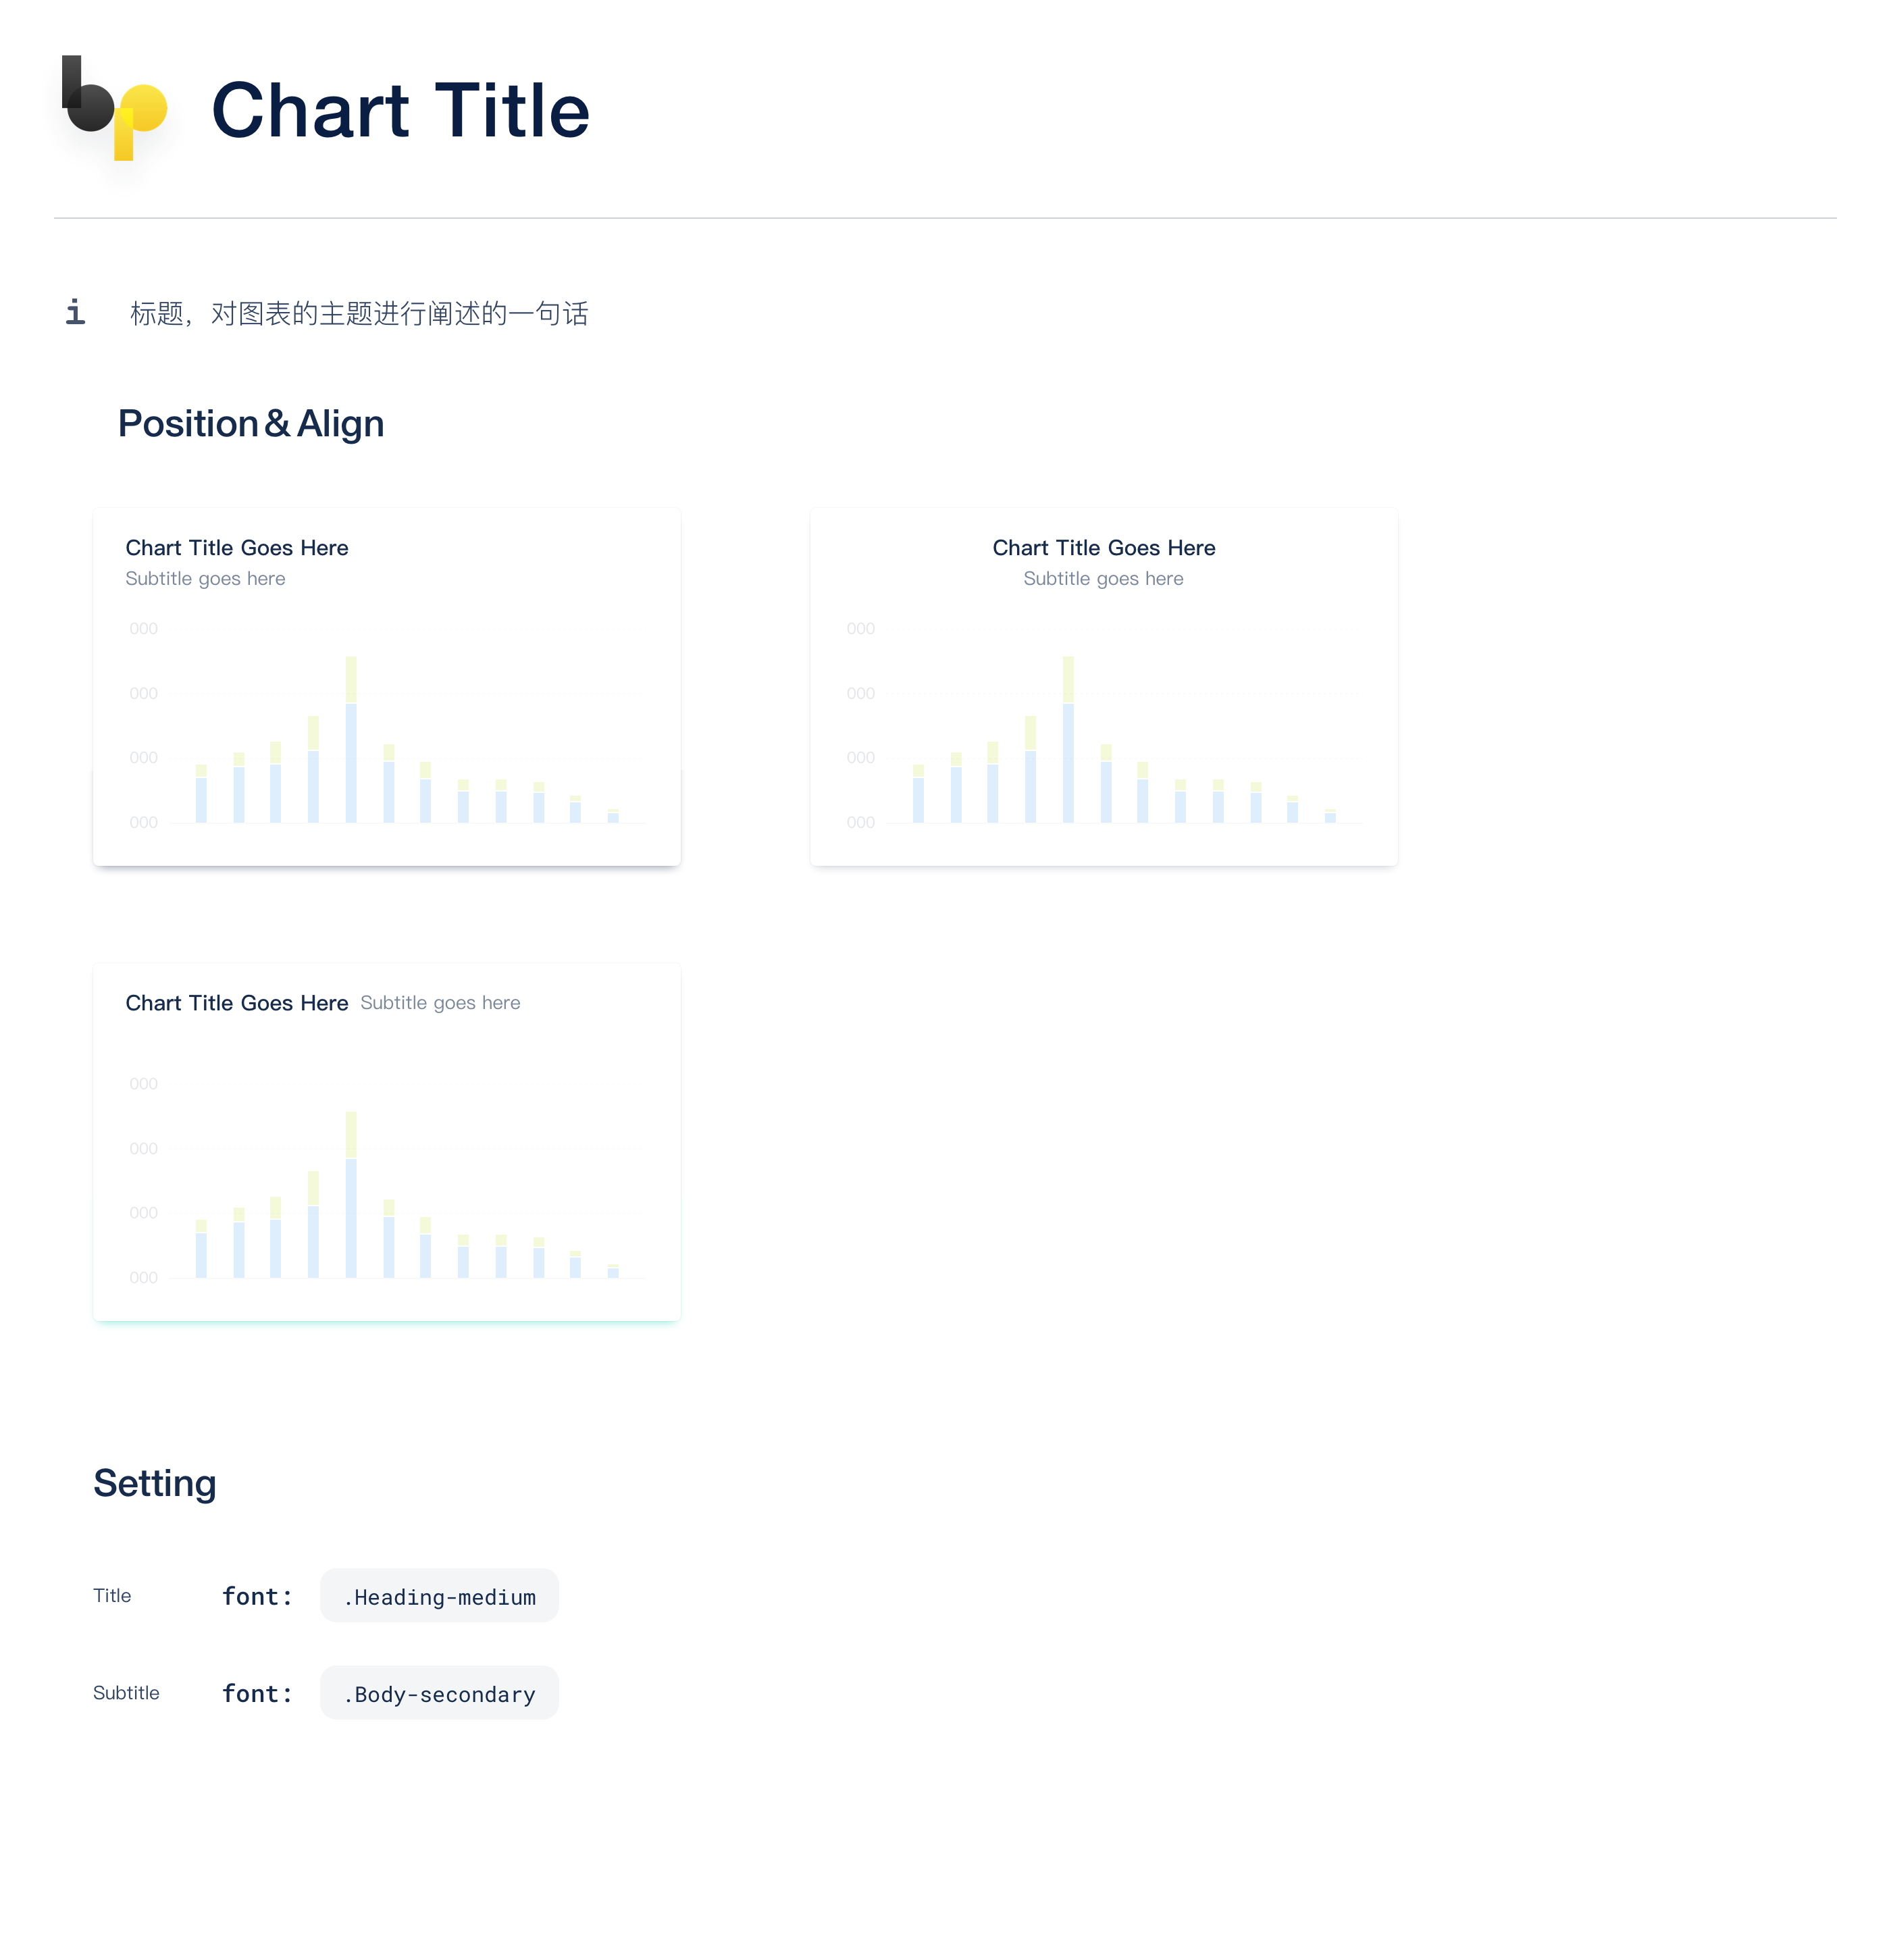 bp
Chart Title
i
标题，对图表的主题进行阐述的一句话
Position & Align
Chart Title Goes Here
Subtitle goes here
000
000
000
000
Chart Title Goes Here
Subtitle goes here
000
000
000
000
Chart Title Goes Here Subtitle goes here
000
000
000
000
Setting
Title font: .Heading-medium
Subtitle font: .Body-secondary